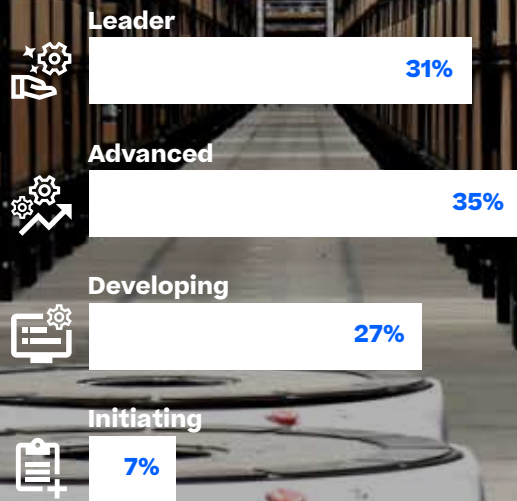 Leader
31%
Advanced
35%
Developing
27%
Initiating
7%